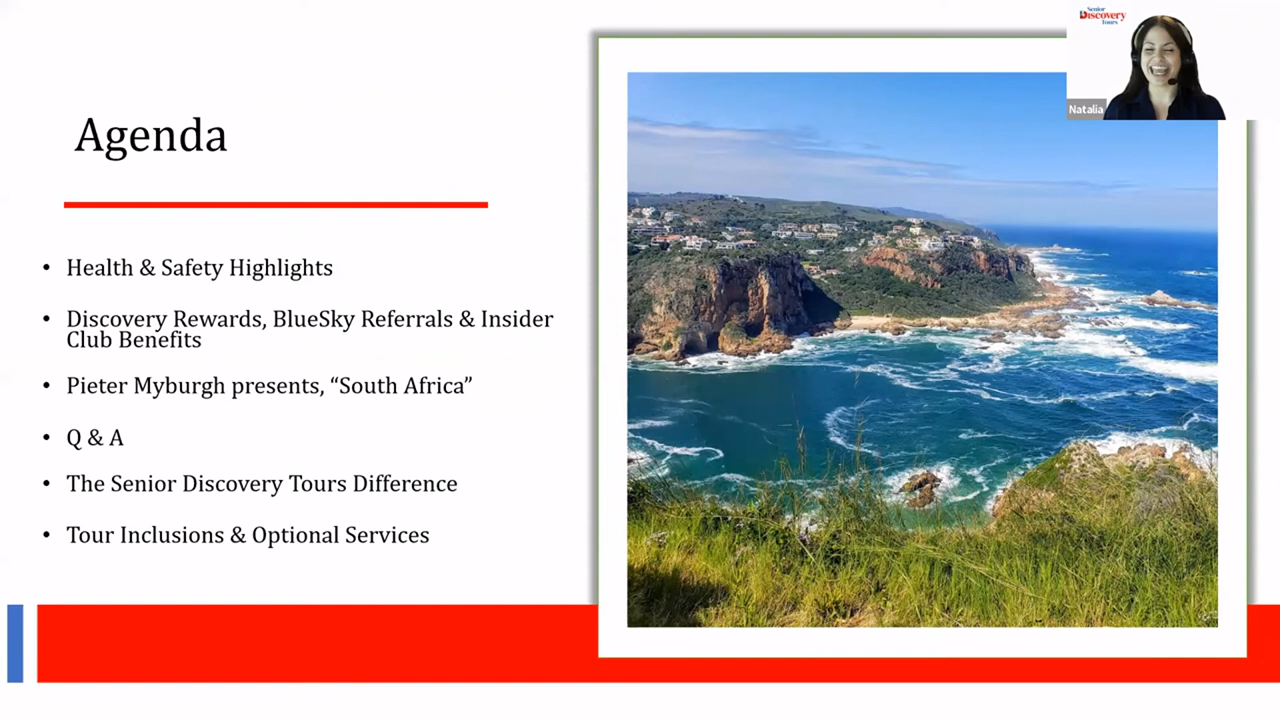 Agenda
Health & Safety Highlights
Discovery Rewards, BlueSky Referrals & Insider
Club Benefits
Pieter Myburgh presents, “South Africa”
Q & A
The Senior Discovery Tours Difference
Tour Inclusions & Optional Services
Senior
Discovery
Tours
Natalia